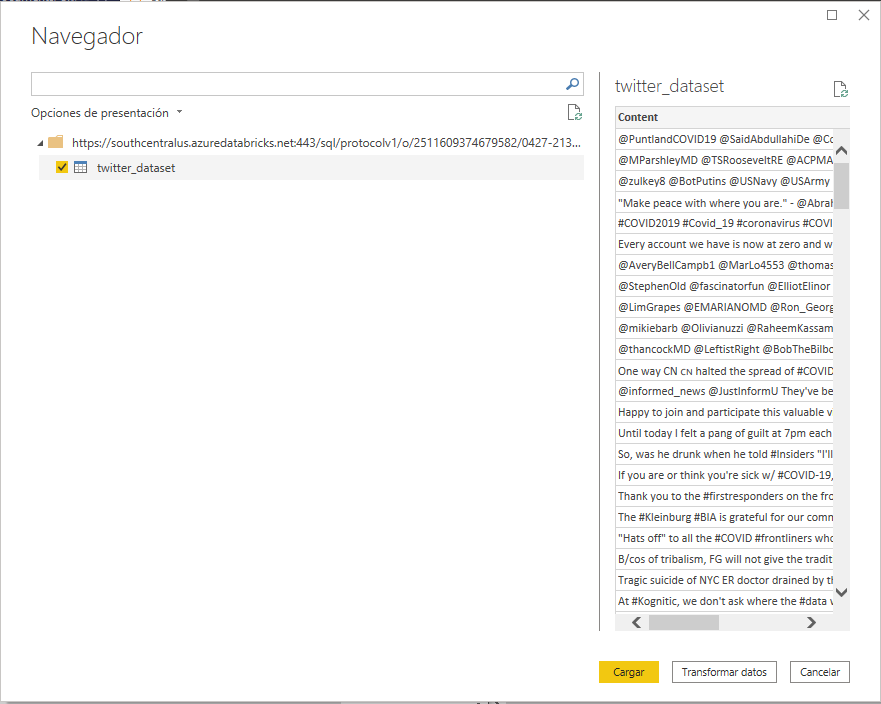 Navegador
Opciones de presentación
https://southcentralus.azuredatabricks.net:443/sql/protocolv1/o/2511609374679582/0427-213...
twitter_dataset
twitter_dataset
Content
@PuntlandCOVID19 @SaidAbdullahiDe @Co
@MParshleyMD @TSRooseveltRE @ACPMA
@zulkey8 @BotPutins @USNavy @USArmy
"Make peace with where you are." - @Abrah
#COVID2019 #Covid_19 #coronavirus #COVI
Every account we have is now at zero and w
@AveryBellCampb1 @MarLo4553 @thomas
@StephenOld @fascinatorfun @ElliotElinor
@LimGrapes @EMARIANOMD @Ron_Georg
@mikiebarb @Olivianuzzi @RaheemKassam
@thancockMD @LeftistRight @BobTheBilbo
One way CN CN halted the spread of #COVID
@informed_news @JustInformU They've be
Happy to join and participate this valuable v
Until today I felt a pang of guilt at 7pm each
So, was he drunk when he told #Insiders "I'll
If you are or think you're sick w/ #COVID-19,
Thank you to the #firstresponders on the fro
The #Kleinburg #BIA is grateful for our comm
"Hats off" to all the #COVID #frontliners who
B/cos of tribalism, FG will not give the tradit
Tragic suicide of NYC ER doctor drained by th
At #Kognitic, we don't ask where the #data w
Cargar
Transformar datos
Cancelar